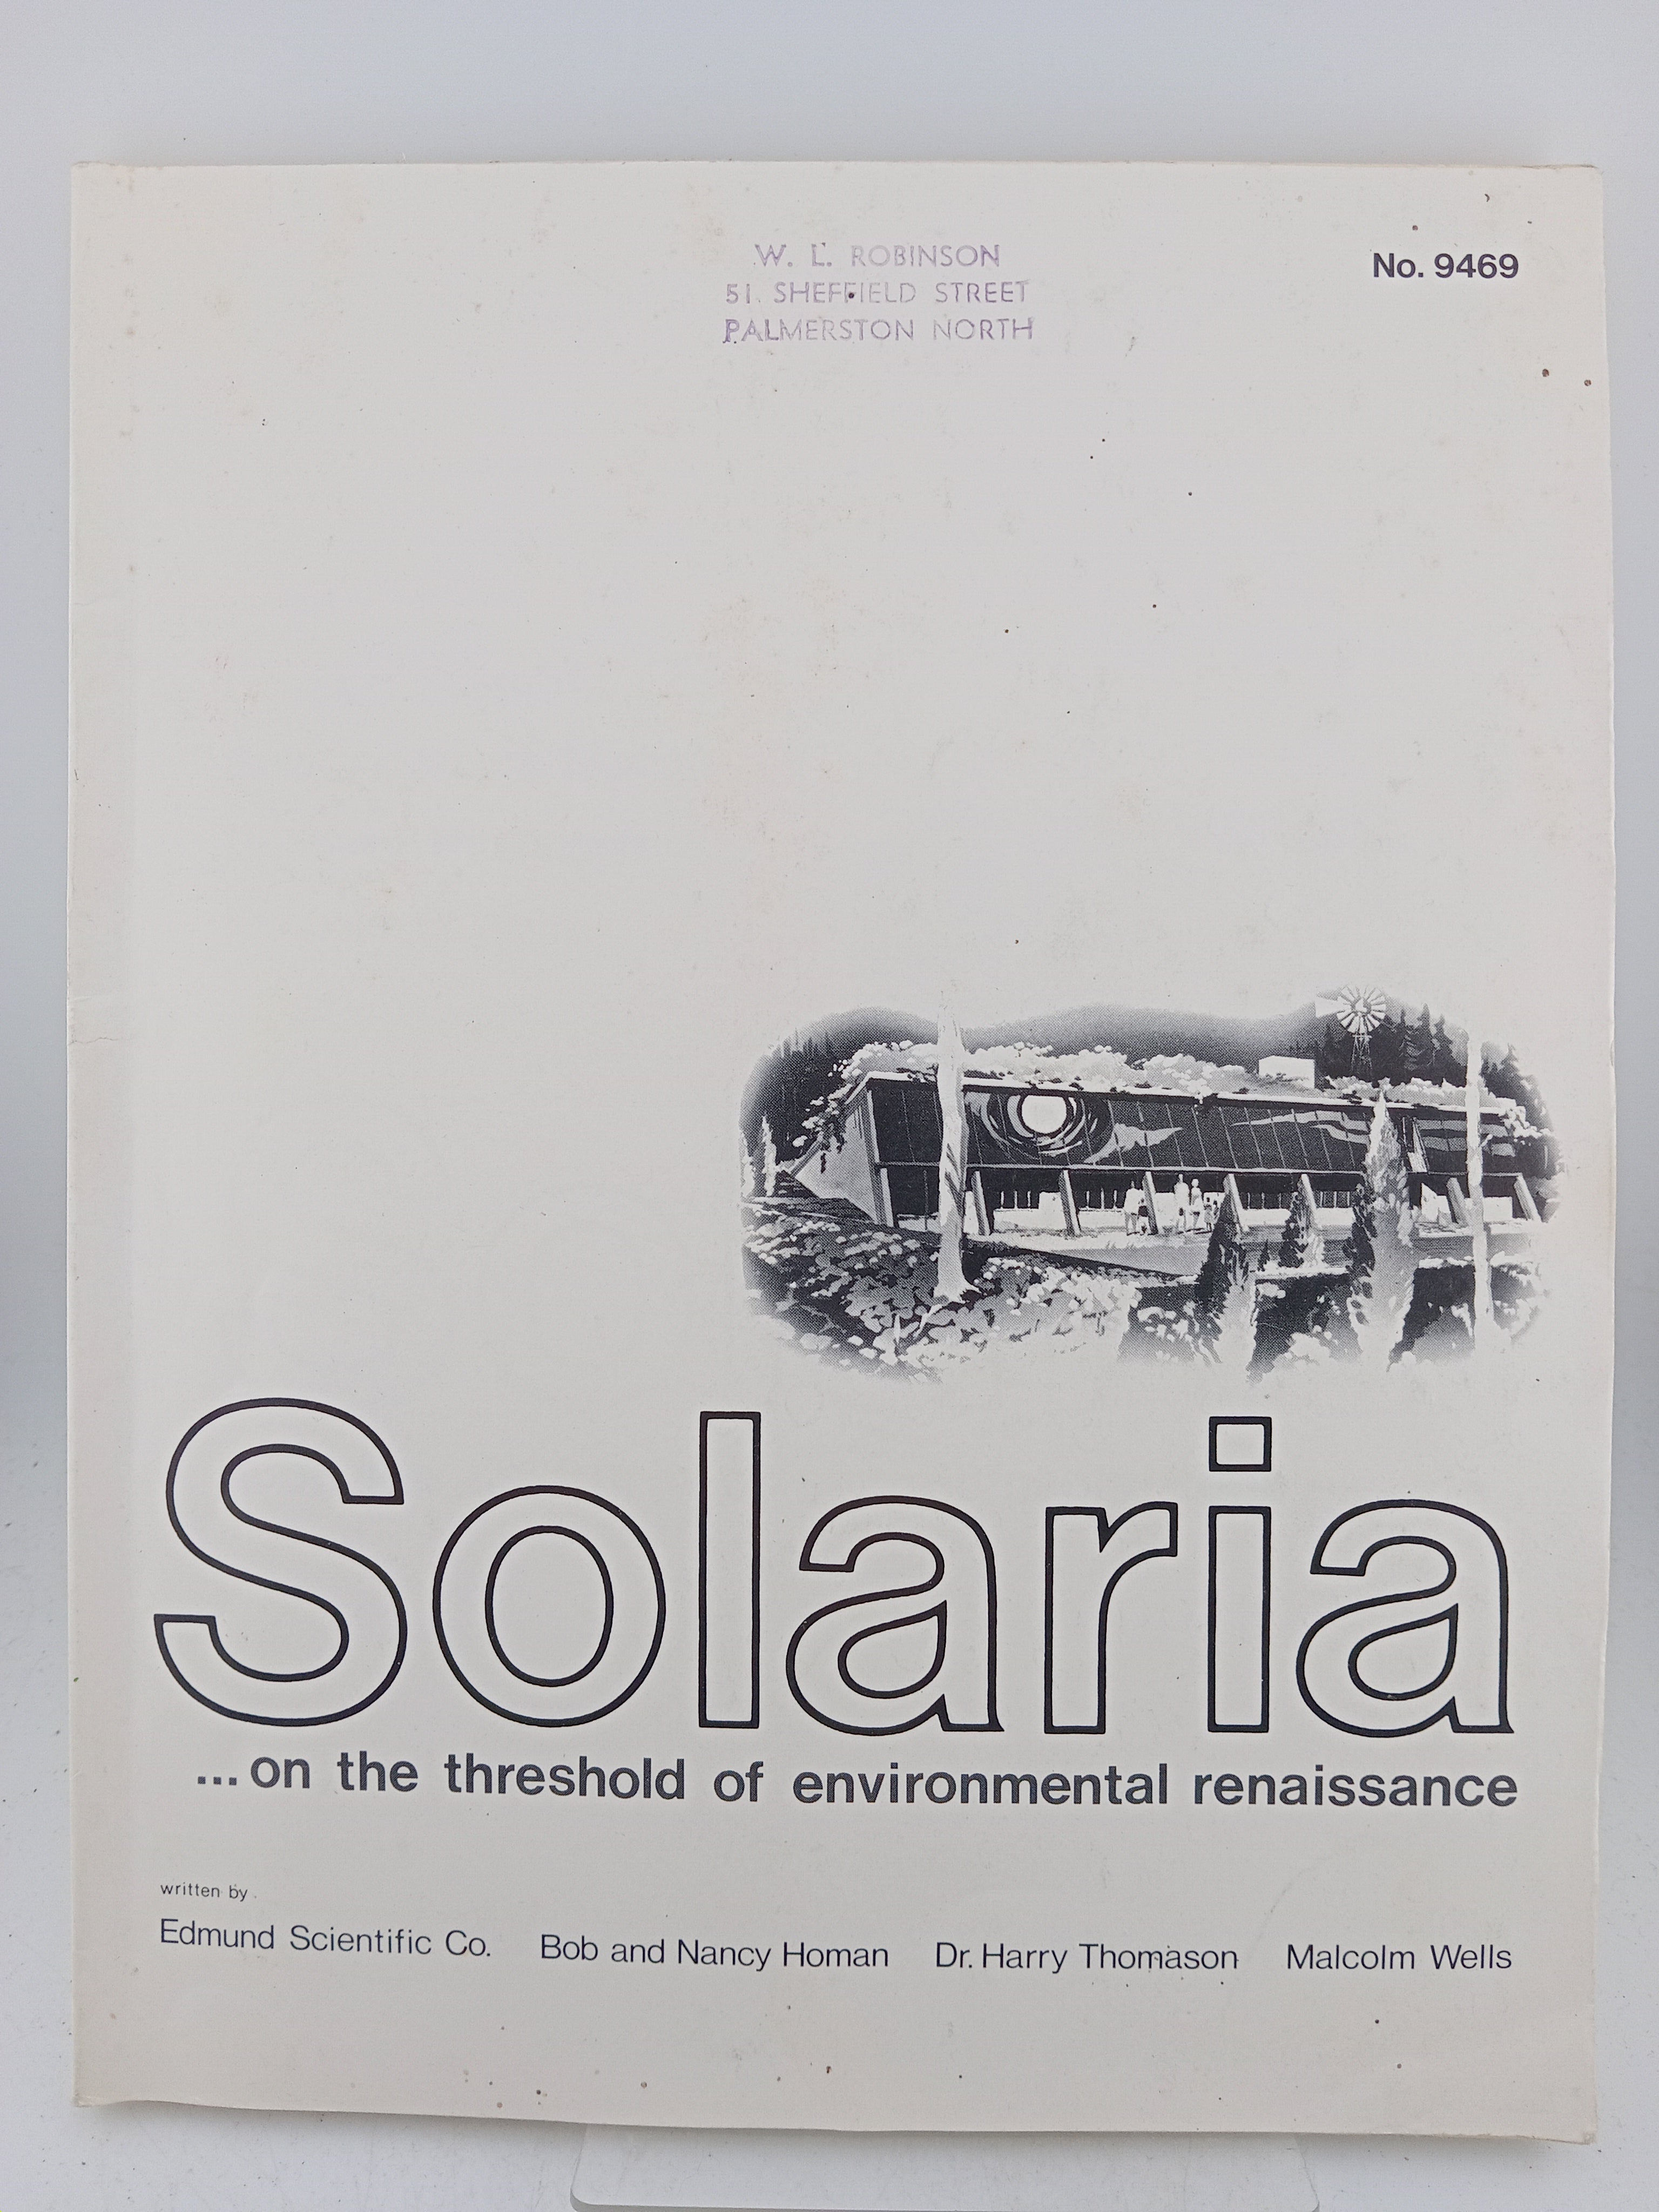 W. L. ROBINSON
51. SHEFFIELD STREET
PALMERSTON NORTH
No. 9469
Solaria
...on the threshold of environmental renaissance
written by
Edmund Scientific Co. Bob and Nancy Homan Dr. Harry Thomason Malcolm Wells